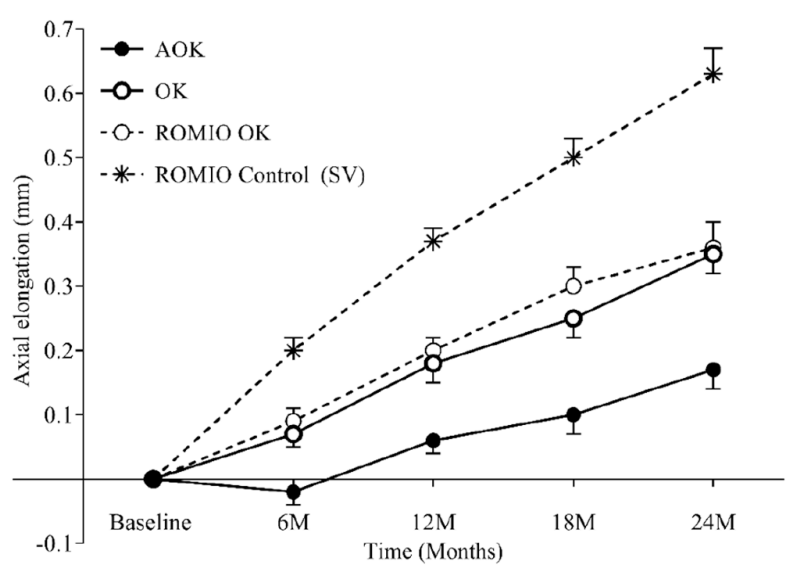 0.7
AOK
0.6
OK
ROMIO OK
0.5
ROMIO Control (SV)
0.4
0.3
0.2
0.1
-0.1
Axial elongation (mm)
Baseline 6M 12M 18M 24M
Time (Months)